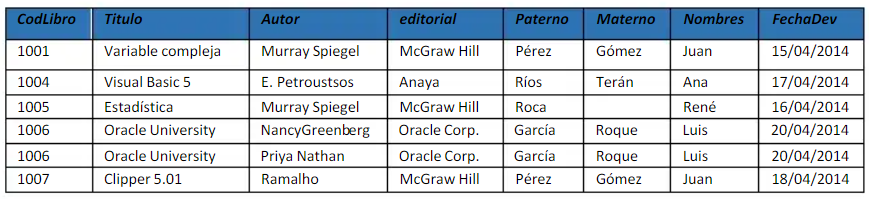 CodLibro Titulo Autor editorial Paterno Materno Nombres FechaDev
1001 Variable compleja Murray Spiegel McGraw Hill Pérez Gómez Juan 15/04/2014
1004 Visual Basic 5 E. Petroustsos Anaya Ríos Terán Ana 17/04/2014
1005 Estadística Murray Spiegel McGraw Hill Roca René 16/04/2014
1006 Oracle University NancyGreenberg Oracle Corp. García Roque Luis 20/04/2014
1006 Oracle University Priya Nathan Oracle Corp. García Roque Luis 20/04/2014
1007 Clipper 5.01 Ramalho McGraw Hill Pérez Gómez Juan 18/04/2014